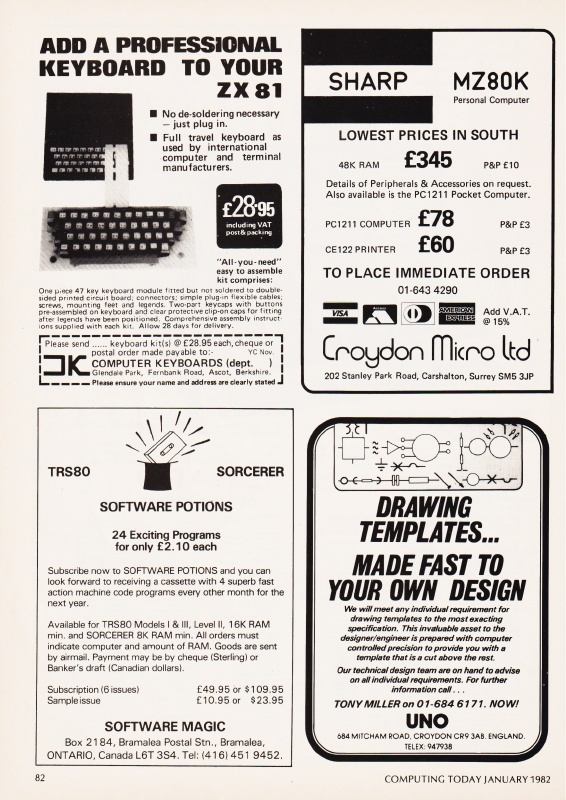 ADD A PROFESSIONAL
KEYBOARD TO YOUR
ZX 81
No de-soldering necessary
— just plug in.
Full travel keyboard as
used by international
computer and terminal
manufacturers.
£28·95
including VAT
post & packing
"All-you-need"
easy to assemble
kit comprises:
One piece 47 key keyboard module fitted but not soldered to double-
sided printed circuit board; connectors; simple plug-in flexible cables;
screws, mounting feet and legends. Two-part keycaps with buttons
pre-assembled on keyboard and clear protective clip-on caps for fitting
after legends have been positioned. Comprehensive assembly instruct-
ions supplied with each kit. Allow 28 days for delivery.
Please send ...... keyboard kit(s) @ £28.95 each, cheque or
postal order made payable to:- YC Nov.
COMPUTER KEYBOARDS (dept. )
Glendale Park, Fernbank Road, Ascot, Berkshire.
Please ensure your name and address are clearly stated
SHARP MZ80K
Personal Computer
LOWEST PRICES IN SOUTH
48K RAM £345 P&P £10
Details of Peripherals & Accessories on request.
Also available is the PC1211 Pocket Computer.
PC1211 COMPUTER £78 P&P £3
CE122 PRINTER £60 P&P £3
TO PLACE IMMEDIATE ORDER
01-643 4290
VISA Access AMERICAN EXPRESS Add V.A.T.
@ 15%
Croydon Micro Ltd
202 Stanley Park Road, Carshalton, Surrey SM5 3JP
TRS80 SORCERER
SOFTWARE POTIONS
24 Exciting Programs
for only £2.10 each
Subscribe now to SOFTWARE POTIONS and you can
look forward to receiving a cassette with 4 superb fast
action machine code programs every other month for the
next year.
Available for TRS80 Models I & III, Level II, 16K RAM
min. and SORCERER 8K RAM min. All orders must
indicate computer and amount of RAM. Goods are sent
by airmail. Payment may be by cheque (Sterling) or
Banker's draft (Canadian dollars).
Subscription (6 issues) £49.95 or $109.95
Sample issue £10.95 or $23.95
SOFTWARE MAGIC
Box 2184, Bramalea Postal Stn., Bramalea,
ONTARIO, Canada L6T 3S4. Tel: (416) 451 9452.
DRAWING
TEMPLATES...
MADE FAST TO
YOUR OWN DESIGN
We will meet any individual requirement for
drawing templates to the most exacting
specification. This invaluable asset to the
designer/engineer is prepared with computer
controlled precision to provide you with a
template that is a cut above the rest.
Our technical design team are on hand to advise
on all individual requirements. For further
information call . . .
TONY MILLER on 01-684 6171. NOW!
UNO
684 MITCHAM ROAD, CROYDON CR9 3AB. ENGLAND.
TELEX: 947938
82
COMPUTING TODAY JANUARY 1982